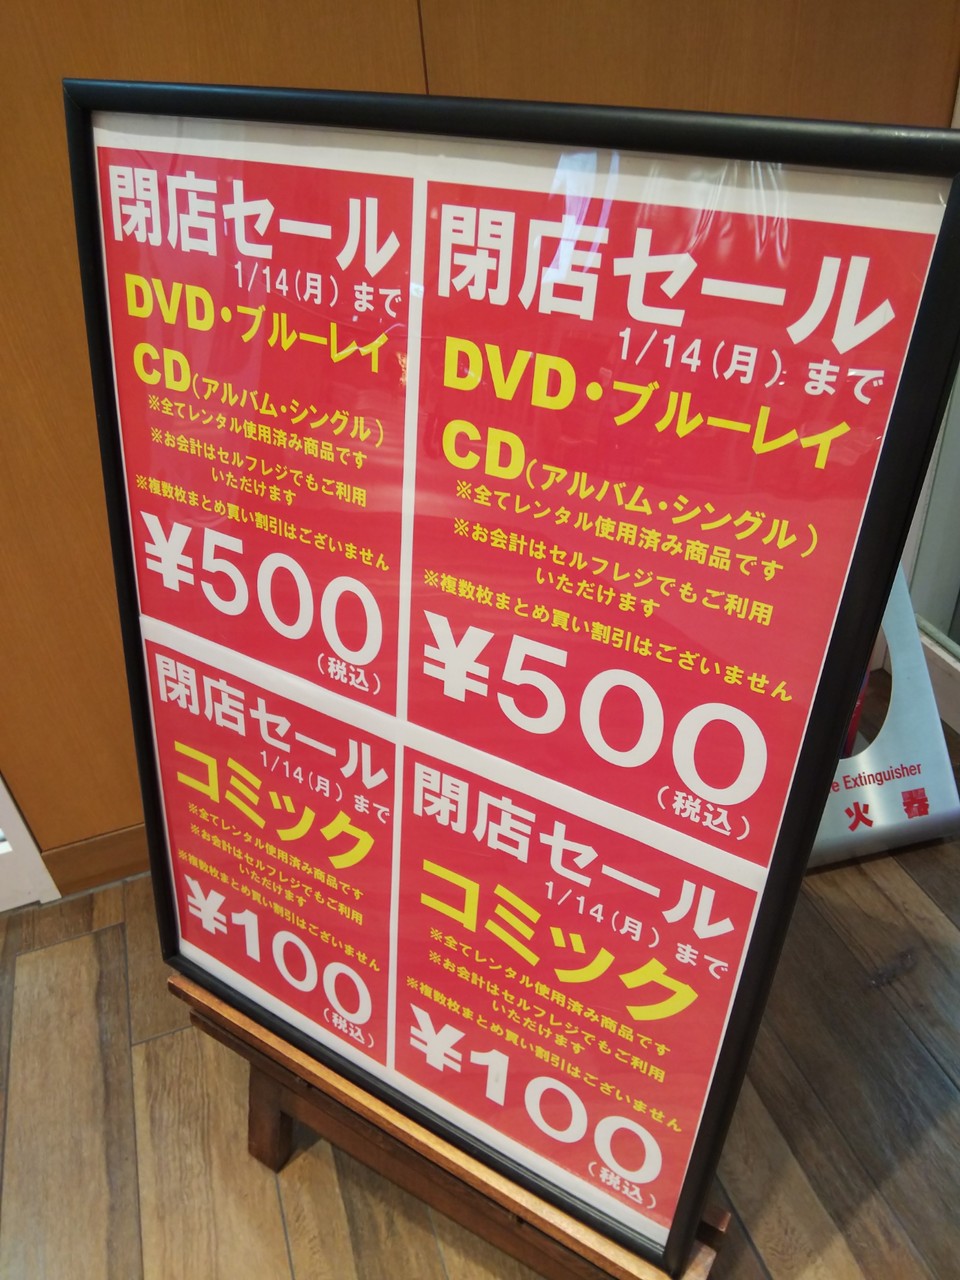 閉店セール
1/14(月)まで
DVD・ブルーレイ
CD(アルバム・シングル)
※全てレンタル使用済み商品です
※お会計はセルフレジでもご利用
いただけます
※複数枚まとめ買い割引はございません
¥500
(税込)
閉店セール
1/14(月)まで
DVD・ブルーレイ
CD(アルバム・シングル)
※全てレンタル使用済み商品です
※お会計はセルフレジでもご利用
いただけます
※複数枚まとめ買い割引はございません
¥500
(税込)
閉店セール
1/14(月)まで
コミック
※全てレンタル使用済み商品です
※お会計はセルフレジでもご利用
いただけます
※複数枚まとめ買い割引はございません
¥100
(税込)
閉店セール
1/14(月)まで
コミック
※全てレンタル使用済み商品です
※お会計はセルフレジでもご利用
いただけます
※複数枚まとめ買い割引はございません
¥100
(税込)
Extinguisher
火器